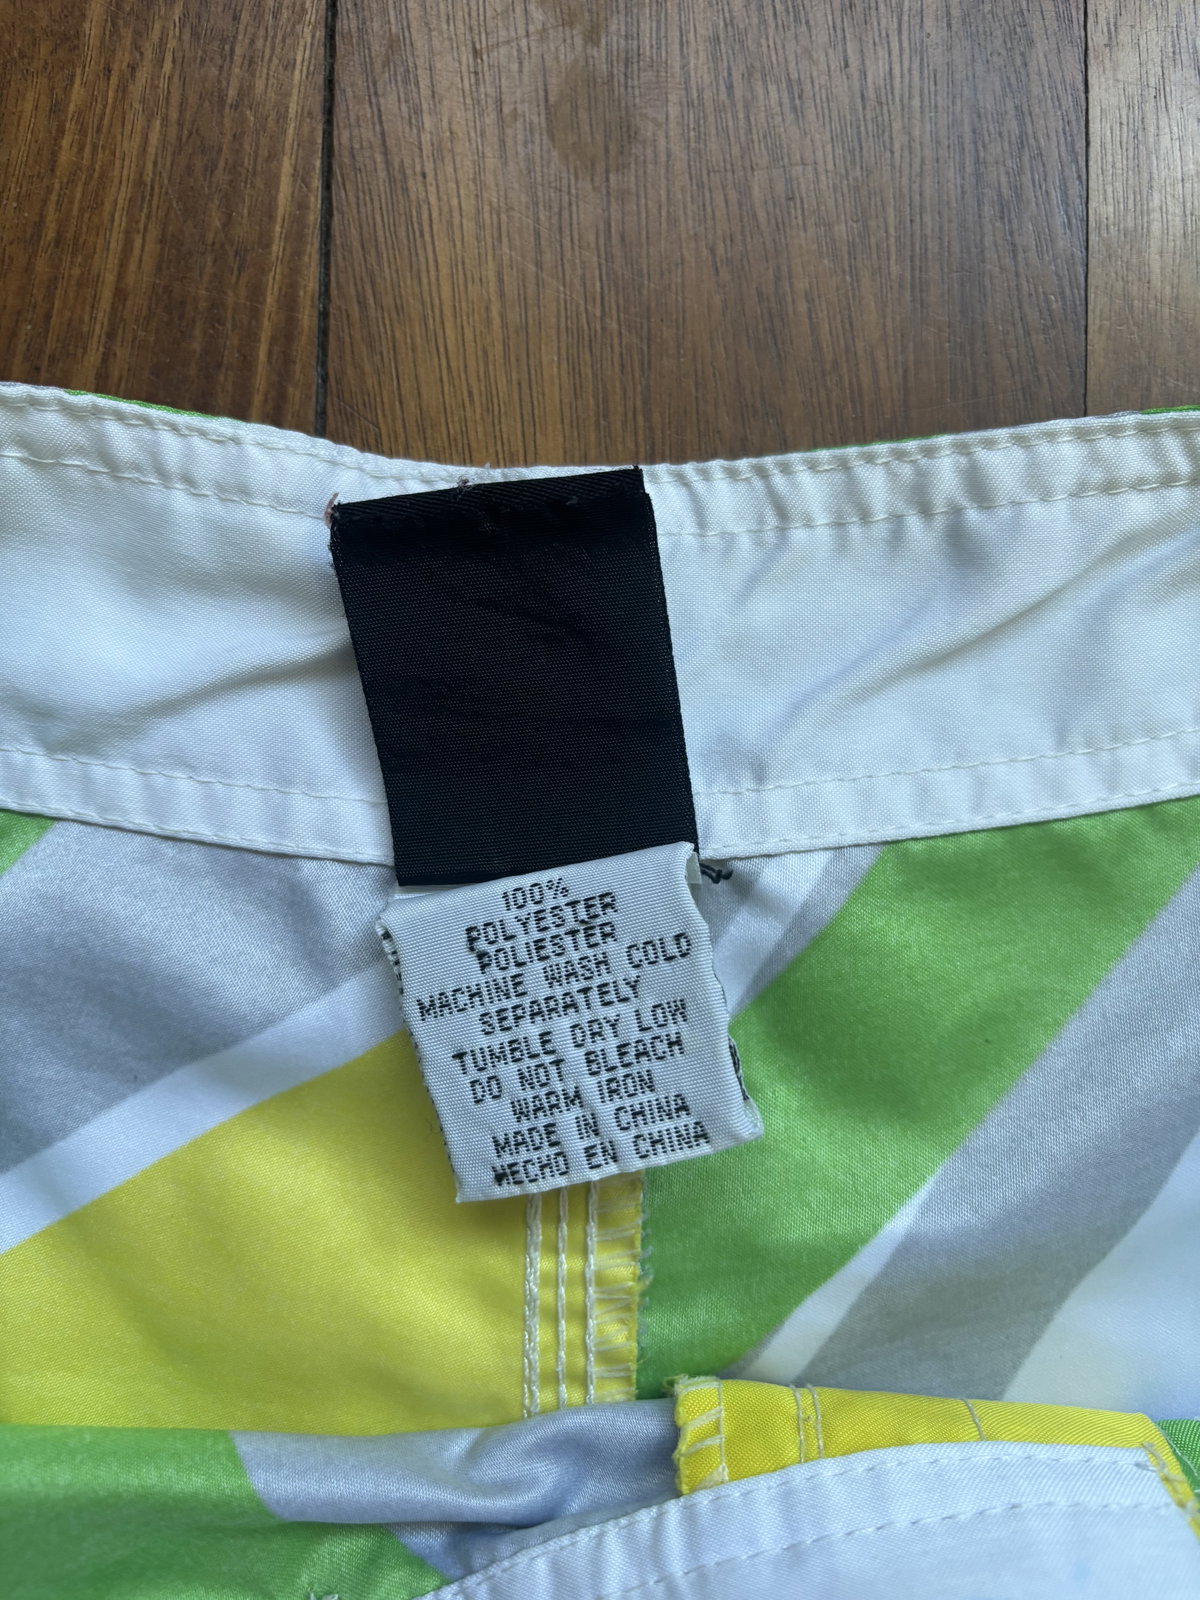 100%
POLYESTER
POLIESTER
MACHINE WASH COLD
SEPARATELY
TUMBLE DRY LOW
DO NOT BLEACH
WARM IRON
MADE IN CHINA
HECHO EN CHINA